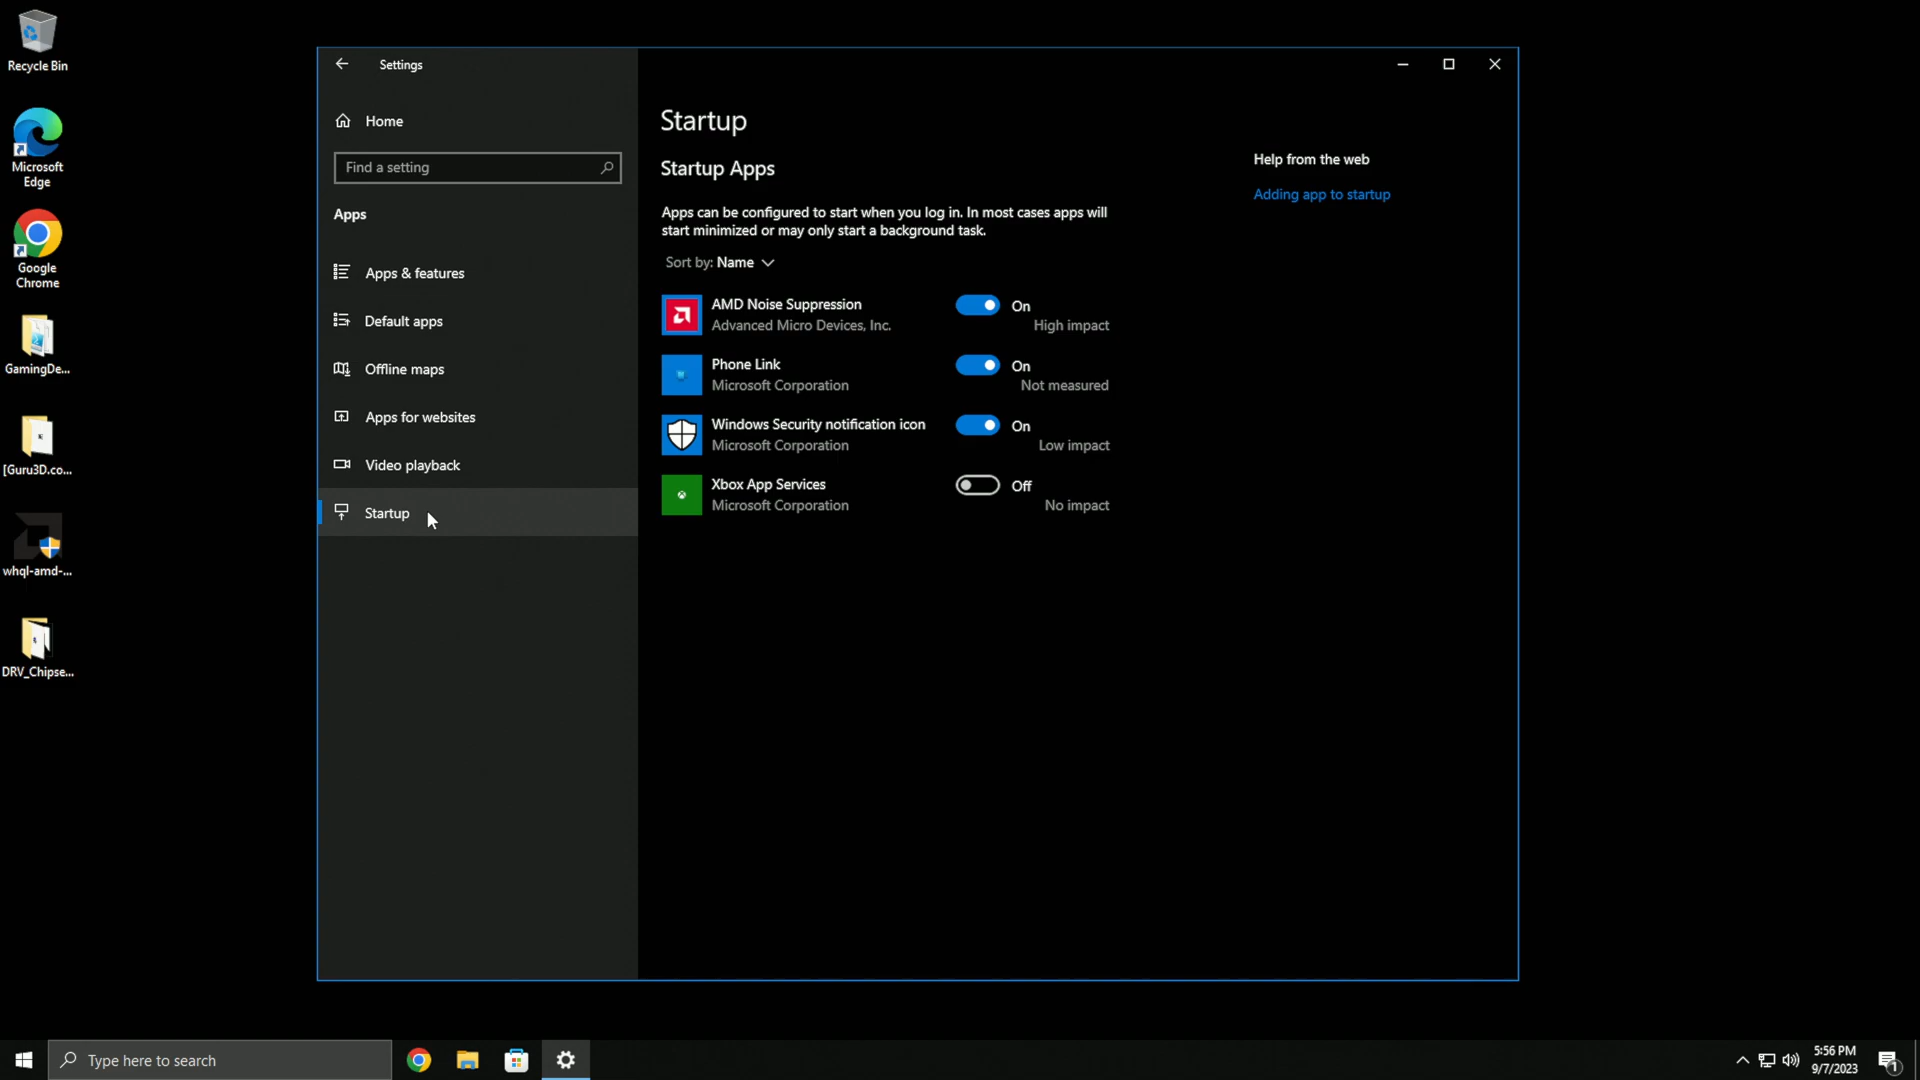 Recycle Bin
Microsoft
Edge
Google
Chrome
GamingDe...
[Guru3D.co...
whql-amd-...
DRV_Chipse...
Settings
Home
Find a setting
Apps
Apps & features
Default apps
Offline maps
Apps for websites
Video playback
Startup
Startup
Startup Apps
Apps can be configured to start when you log in. In most cases apps will
start minimized or may only start a background task.
Sort by: Name
AMD Noise Suppression
Advanced Micro Devices, Inc.
On
High impact
Phone Link
Microsoft Corporation
On
Not measured
Windows Security notification icon
Microsoft Corporation
On
Low impact
Xbox App Services
Microsoft Corporation
Off
No impact
Help from the web
Adding app to startup
Type here to search
5:56 PM
9/7/2023
1